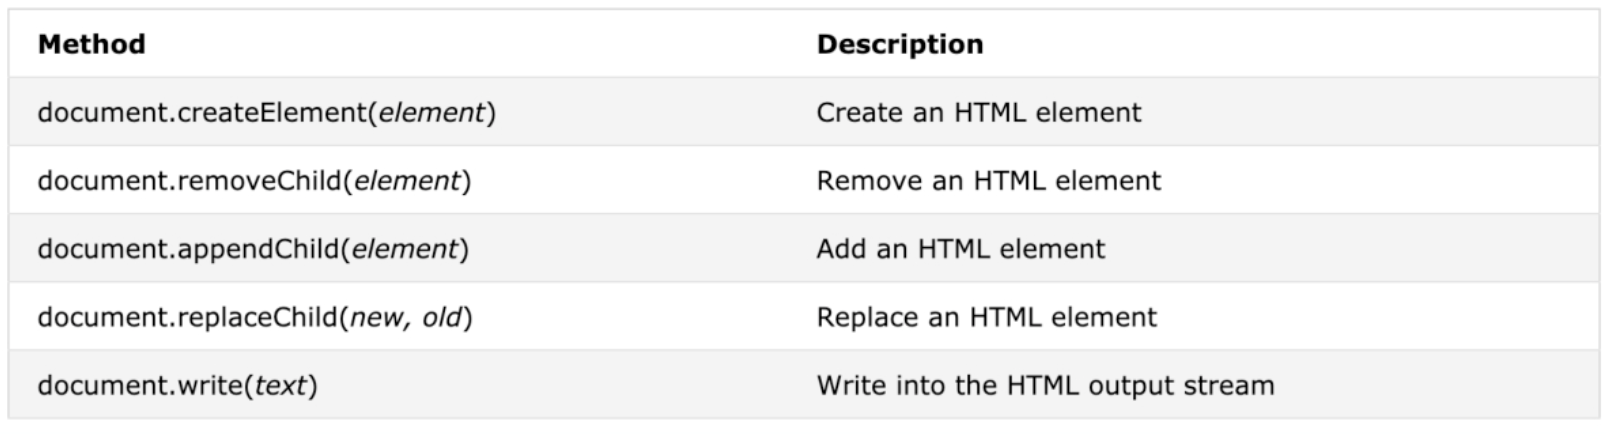 Method Description
document.createElement(element) Create an HTML element
document.removeChild(element) Remove an HTML element
document.appendChild(element) Add an HTML element
document.replaceChild(new, old) Replace an HTML element
document.write(text) Write into the HTML output stream